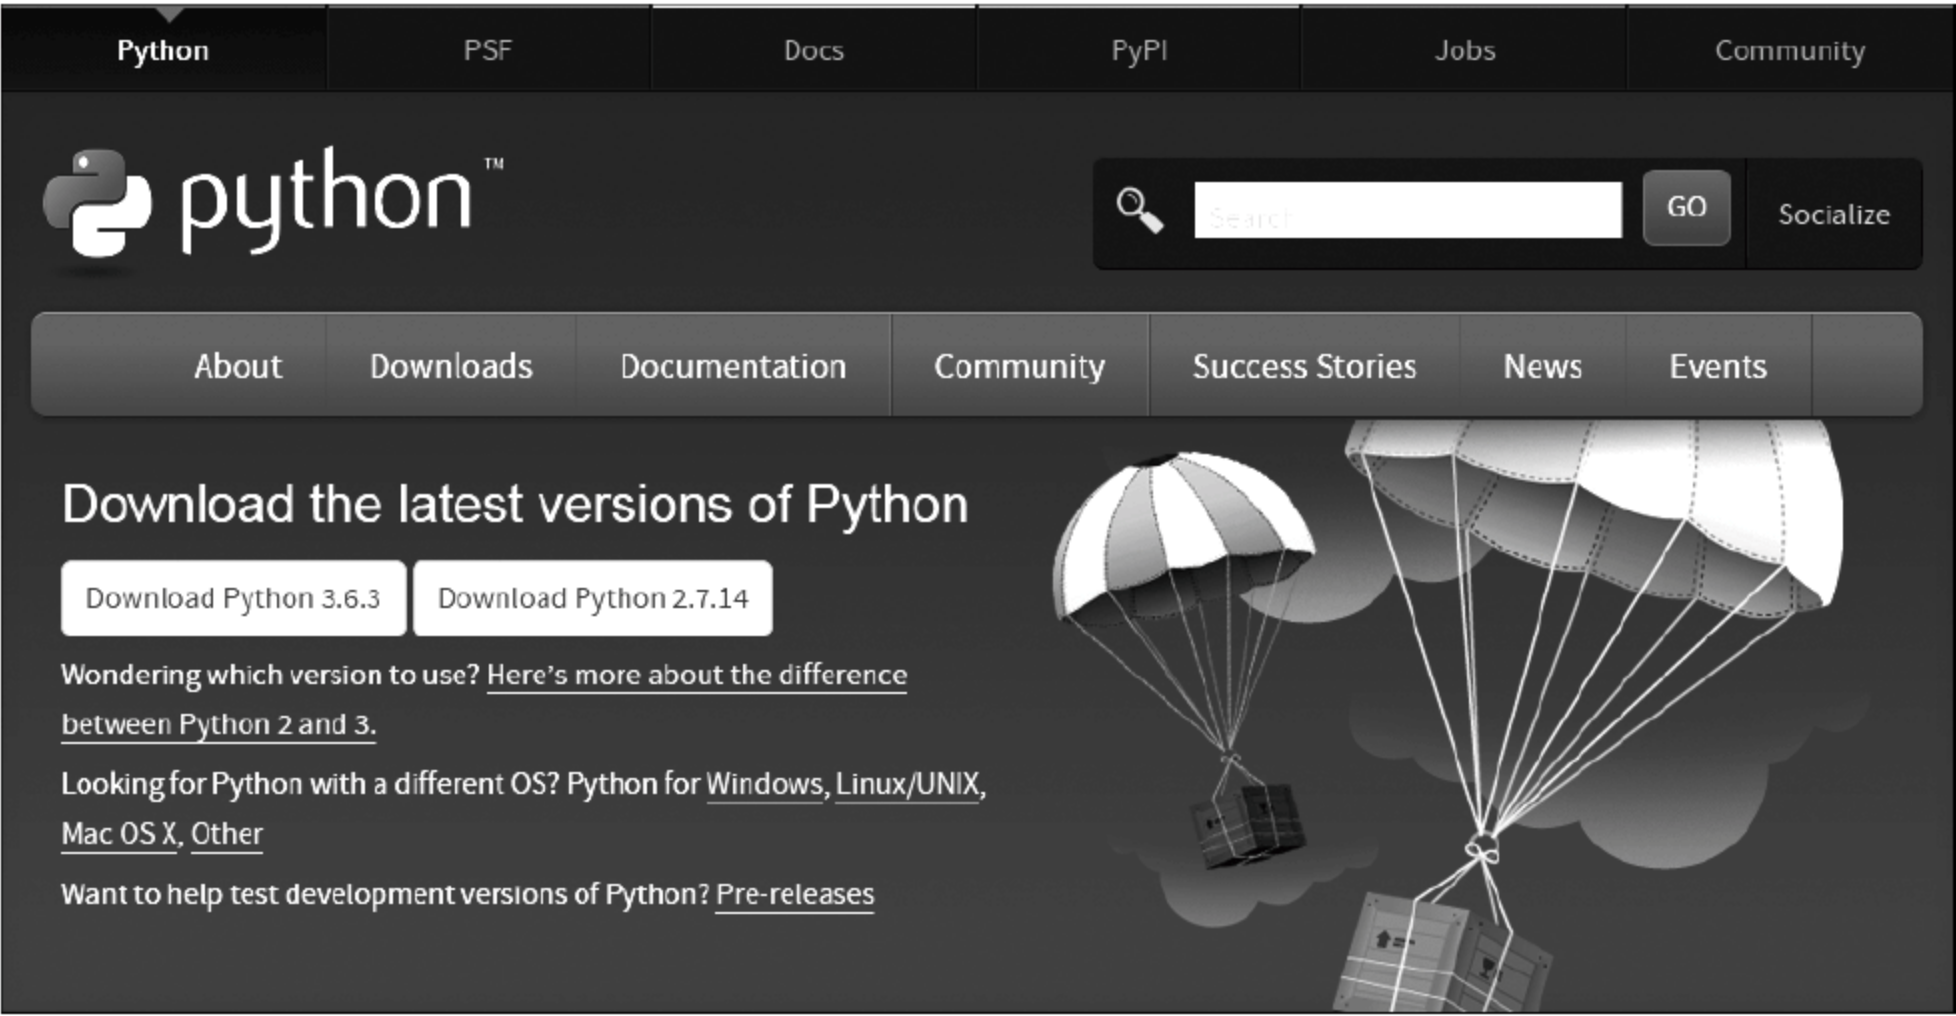 Python PSF Docs PyPI Jobs Community
python™
Search GO Socialize
About Downloads Documentation Community Success Stories News Events
Download the latest versions of Python
Download Python 3.6.3 Download Python 2.7.14
Wondering which version to use? Here's more about the difference
between Python 2 and 3.
Looking for Python with a different OS? Python for Windows, Linux/UNIX,
Mac OS X, Other
Want to help test development versions of Python? Pre-releases